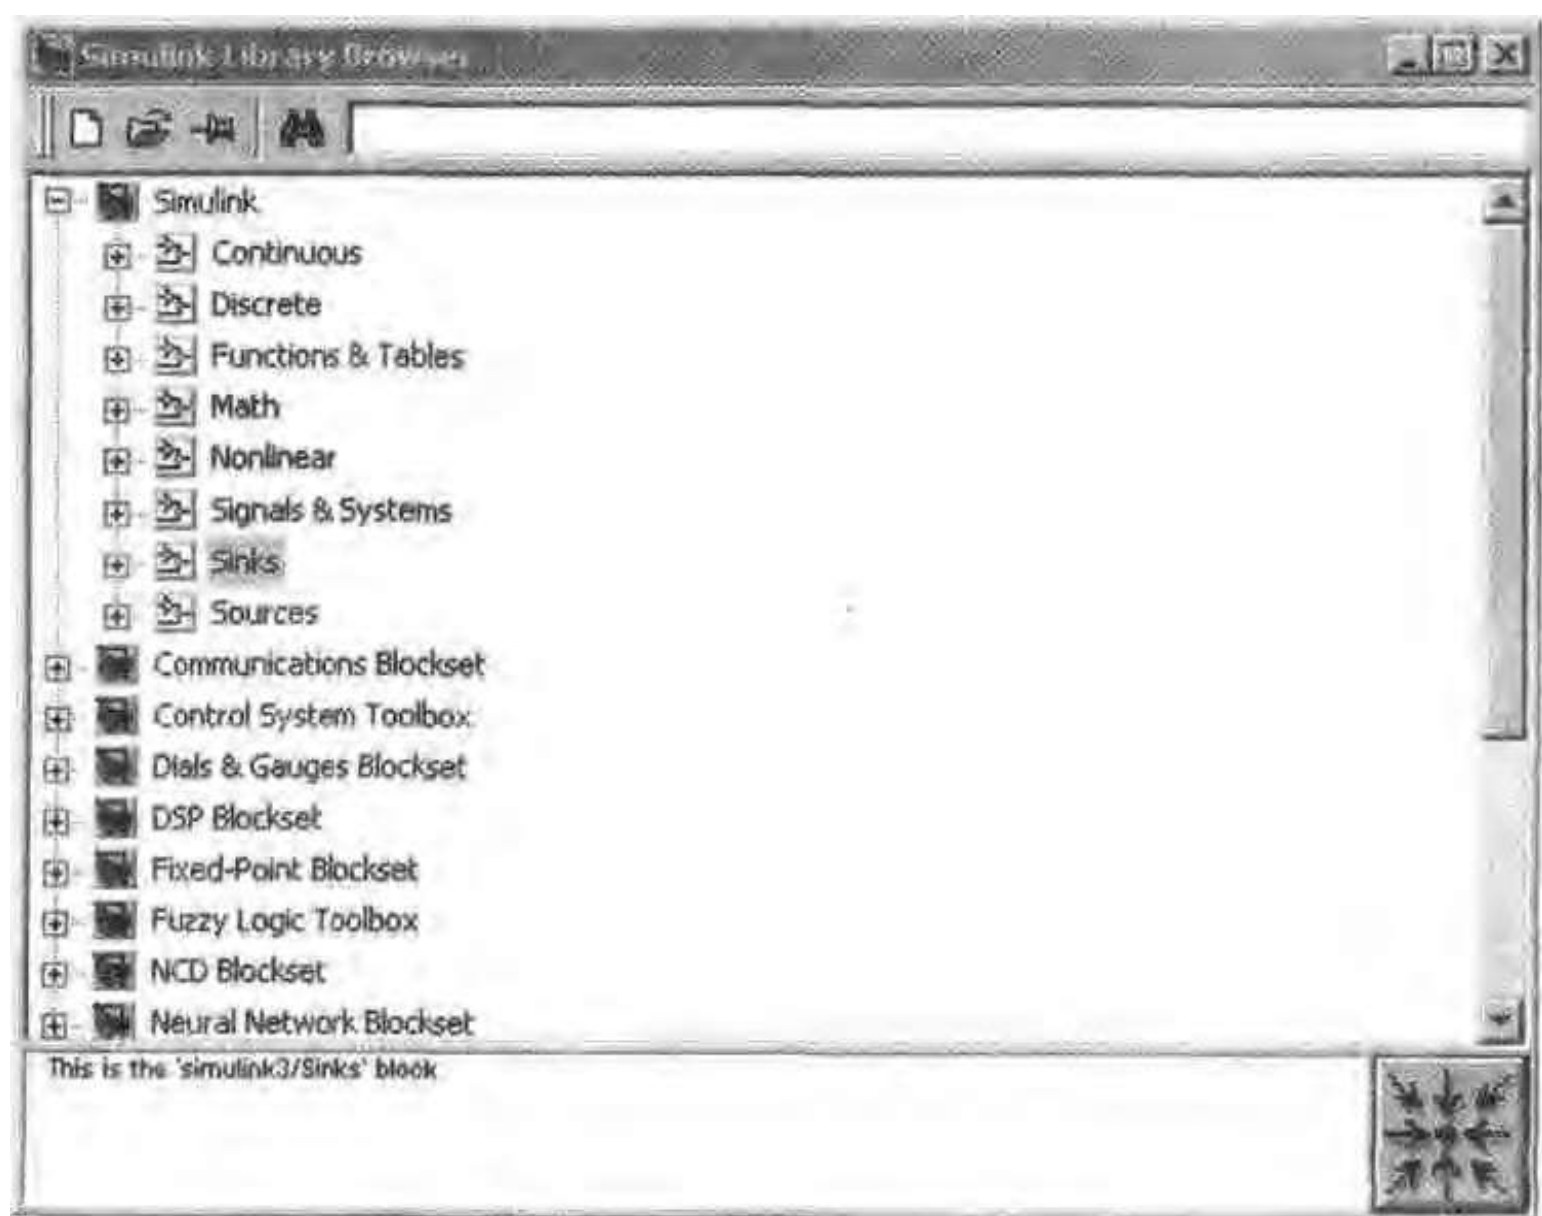 Simulink Library Browser
Simulink
Continuous
Discrete
Functions & Tables
Math
Nonlinear
Signals & Systems
Sinks
Sources
Communications Blockset
Control System Toolbox
Dials & Gauges Blockset
DSP Blockset
Fixed-Point Blockset
Fuzzy Logic Toolbox
NCD Blockset
Neural Network Blockset
This is the 'simulink3/Sinks' block